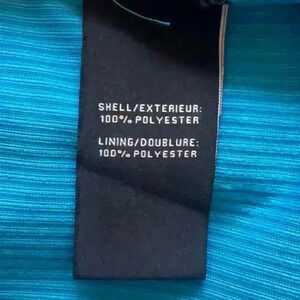 SHELL/EXTERIEUR:
100% POLYESTER
LINING/DOUBLURE:
100% POLYESTER